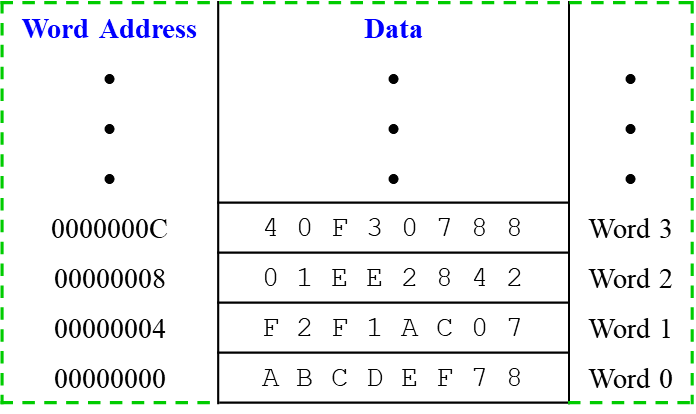 Word Address Data
• • •
• • •
• • •
0000000C 4 0 F 3 0 7 8 8 Word 3
00000008 0 1 E E 2 8 4 2 Word 2
00000004 F 2 F 1 A C 0 7 Word 1
00000000 A B C D E F 7 8 Word 0